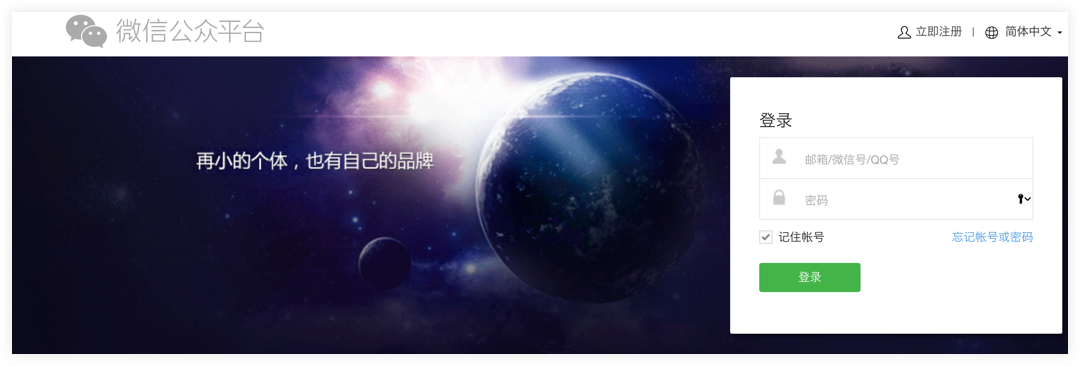 微信公众平台
立即注册 | 简体中文
再小的个体，也有自己的品牌
登录
邮箱/微信号/QQ号
密码
记住帐号 忘记帐号或密码
登录